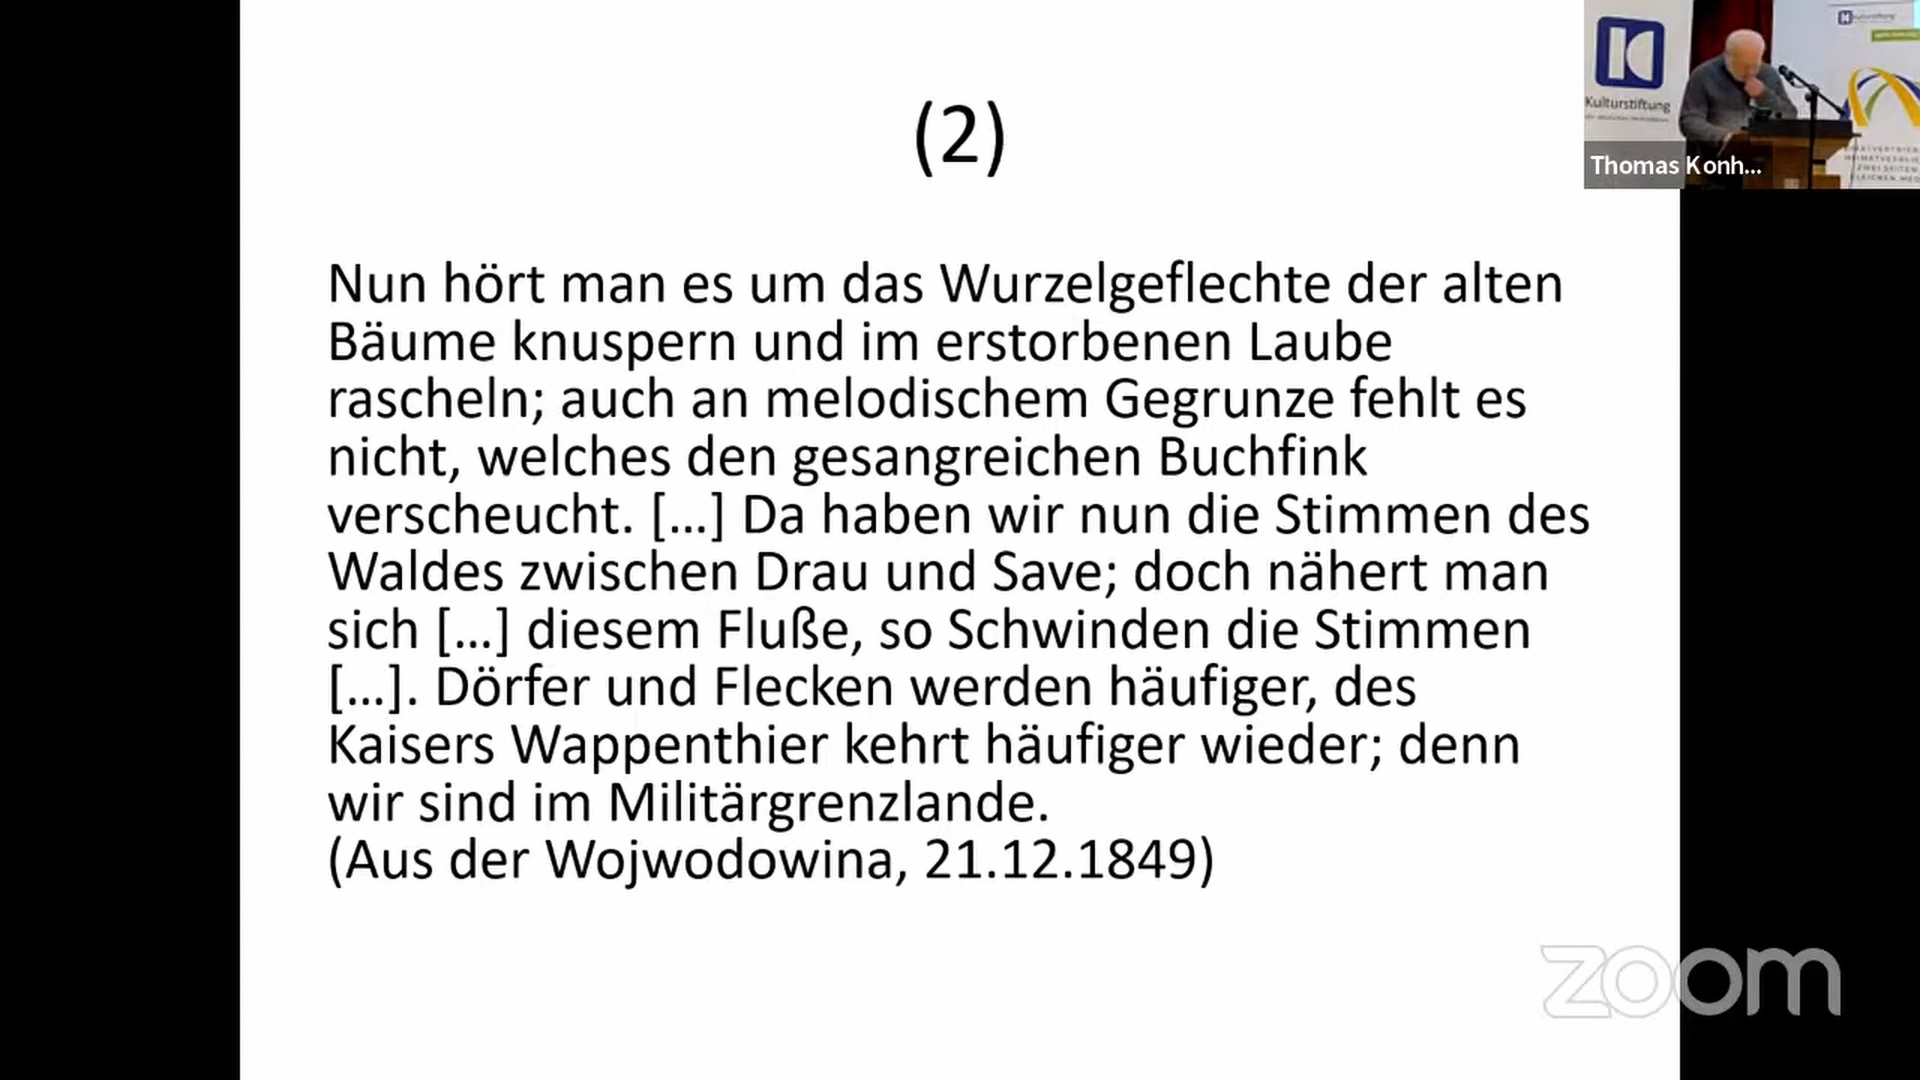 (2)
Nun hört man es um das Wurzelgeflechte der alten
Bäume knuspern und im erstorbenen Laube
rascheln; auch an melodischem Gegrunze fehlt es
nicht, welches den gesangreichen Buchfink
verscheucht. […] Da haben wir nun die Stimmen des
Waldes zwischen Drau und Save; doch nähert man
sich […] diesem Fluße, so Schwinden die Stimmen
[…]. Dörfer und Flecken werden häufiger, des
Kaisers Wappenthier kehrt häufiger wieder; denn
wir sind im Militärgrenzlande.
(Aus der Wojwodowina, 21.12.1849)
Kulturstiftung
Thomas Konh...
zoom